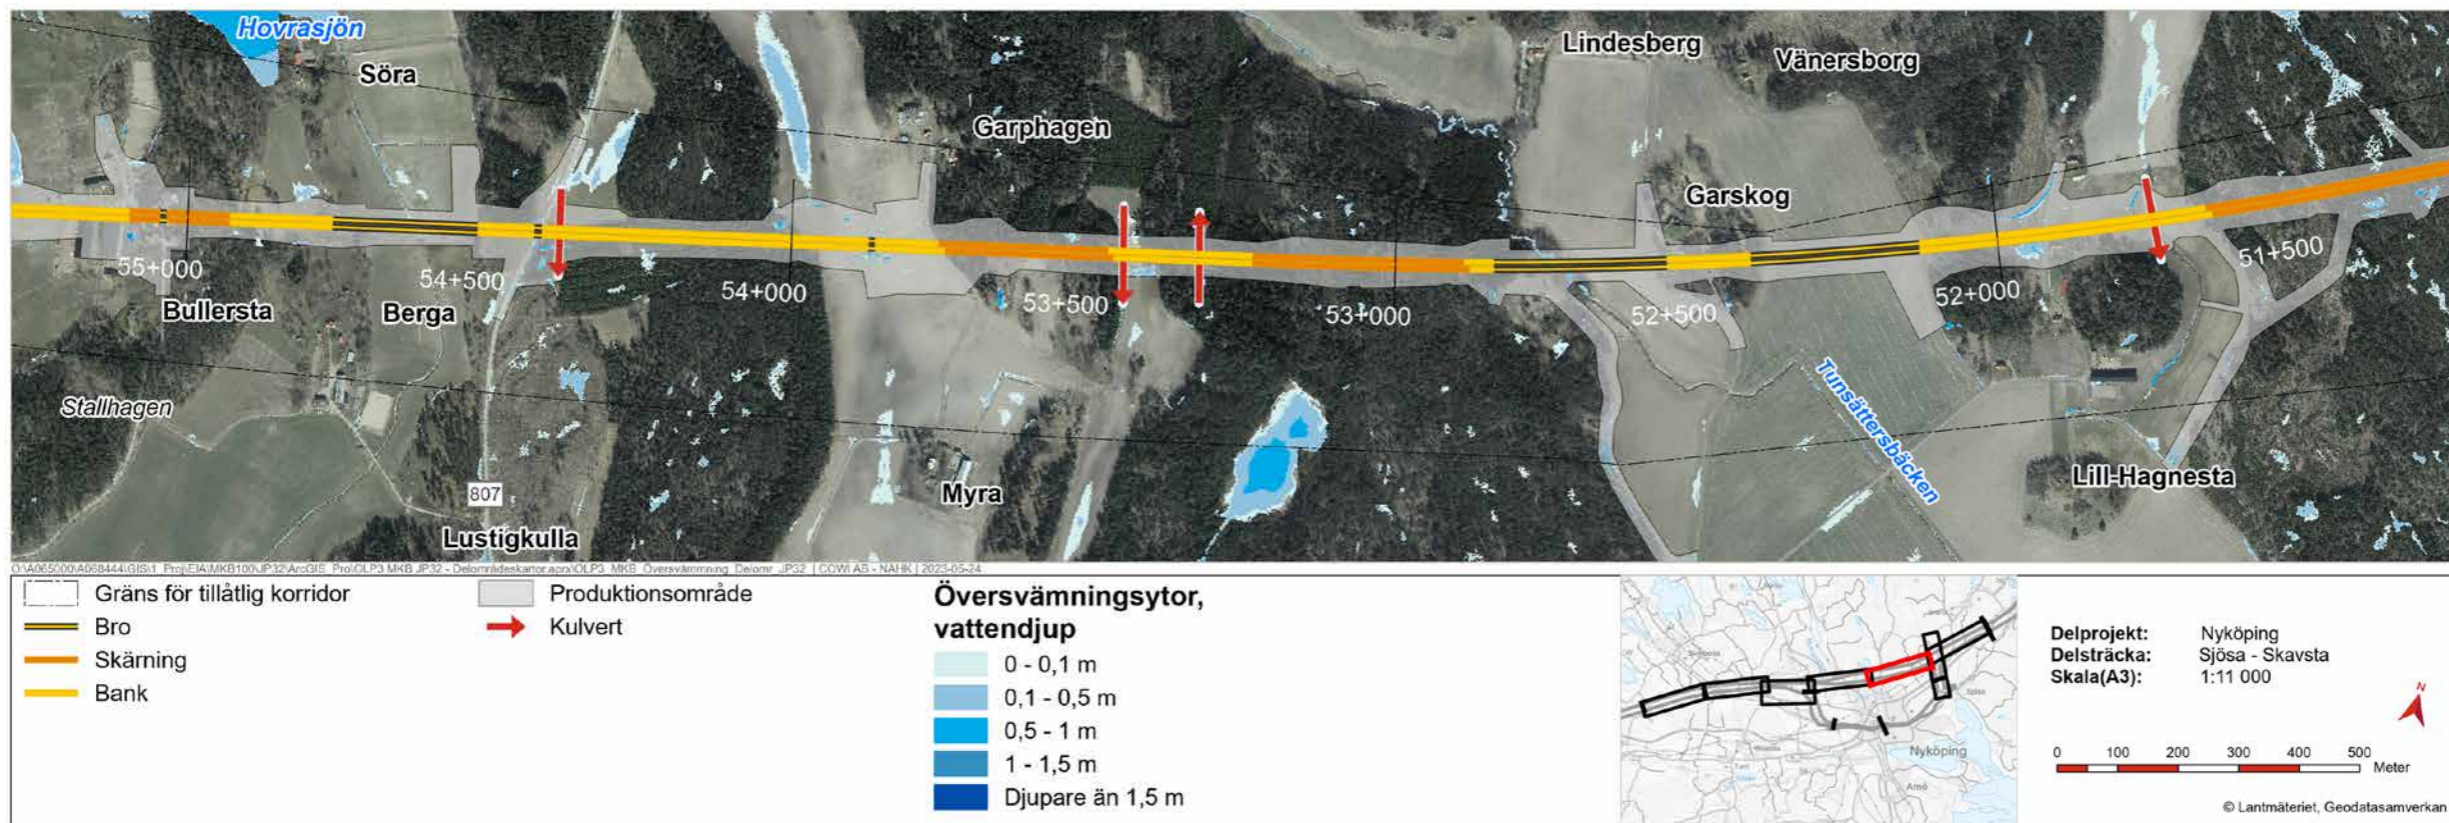 Hovrasjön
Söra
Lindesberg
Vänersborg
Garphagen
Garskog
55+000
54+500
54+000
53+500
53+000
52+500
52+000
51+500
Bullersta
Berga
Stallhagen
807
Lustigkulla
Myra
Tunsättersbäcken
Lill-Hagnesta
Gräns för tillåtlig korridor
Bro
Skärning
Bank
Produktionsområde
Kulvert
Översvämningsytor,
vattendjup
0 - 0,1 m
0,1 - 0,5 m
0,5 - 1 m
1 - 1,5 m
Djupare än 1,5 m
Nyköping
Arnö
Delprojekt: Nyköping
Delsträcka: Sjösa - Skavsta
Skala(A3): 1:11 000
N
0 100 200 300 400 500
Meter
© Lantmäteriet, Geodatasamverkan